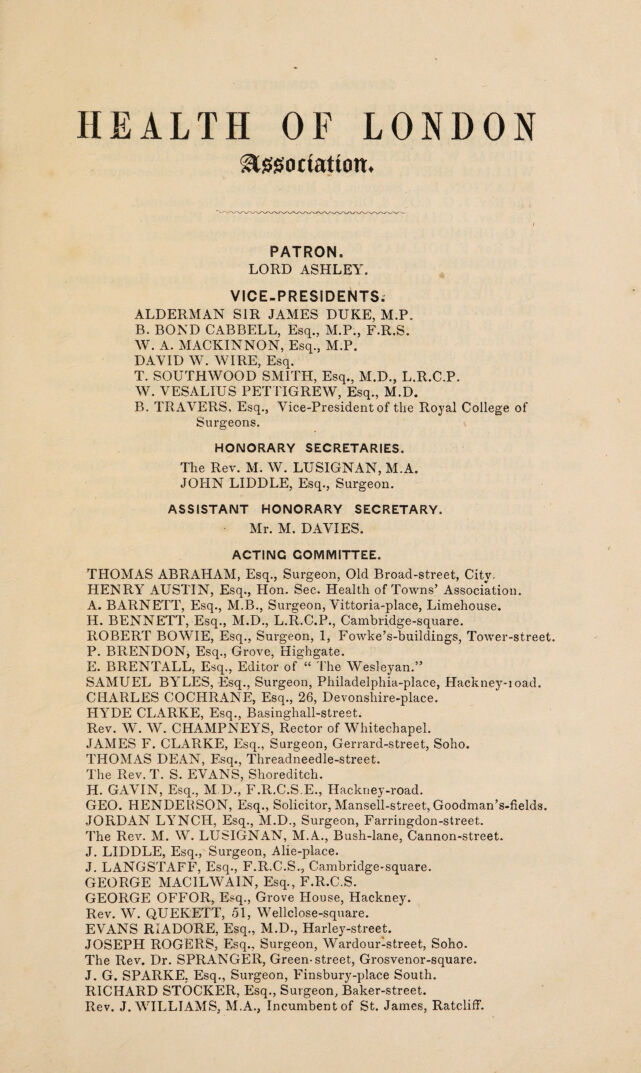 HEALTH OF LONDON
Association.
PATRON.
LORD ASHLEY.
VICE-PRESIDENTS.
ALDERMAN SIR JAMES DUKE, M.P.
B. BOND CABBELL, Esq., M.P., F.R.S.
W. A. MACKINNON, Esq., M.P.
DAVID W. WIRE, Esq.
T. SOUTHWOOD SMITH, Esq., M.D., L.R.C.P.
W. VESALIUS PETTIGREW, Esq., M.D.
B. TRAVERS, Esq., Vice-President of the Royal College of
Surgeons.
HONORARY SECRETARIES.
The Rev. M. W. LUSIGNAN, M.A.
JOHN LIDDLE, Esq., Surgeon.
ASSISTANT HONORARY SECRETARY.
Mr. M. DAVIES.
ACTING COMMITTEE.
THOMAS ABRAHAM, Esq., Surgeon, Old Broad-street, City.
HENRY AUSTIN, Esq., Hon. Sec. Health of Towns' Association.
A. BARNETT, Esq., M.B., Surgeon, Vittoria-place, Limehouse.
H. BENNETT, Esq., M.D., L.R.C.P., Cambridge-square.
ROBERT BOWIE, Esq., Surgeon, 1, Fowke's-buildings, Tower-street.
P. BRENDON, Esq., Grove, Highgate.
E. BRENTALL, Esq., Editor of "The Wesleyan."
SAMUEL BYLES, Esq., Surgeon, Philadelphia-place, Hackney-road.
CHARLES COCHRANE, Esq., 26, Devonshire-place.
HYDE CLARKE, Esq., Basinghall-street.
Rev. W. W. CHAMPNEYS, Rector of Whitechapel.
JAMES F. CLARKE, Esq., Surgeon, Gerrard-street, Soho.
THOMAS DEAN, Esq., Threadneedle-street.
The Rev. T. S. EVANS, Shoreditch.
H. GAVIN, Esq., M.D., F.R.C.S.E., Hackney-road.
GEO. HENDERSON, Esq., Solicitor, Mansell-street, Goodman's-fields.
JORDAN LYNCH, Esq., M.D., Surgeon, Farringdon-street.
The Rev. M. W. LUSIGNAN, M.A., Bush-lane, Cannon-street.
J. LIDDLE, Esq., Surgeon, Alie-place.
J. LANGSTAFF, Esq., F.R.C.S., Cambridge-square.
GEORGE MACILWAIN, Esq., F.R.C.S.
GEORGE OFFOR, Esq., Grove House, Hackney.
Rev. W. QUEKETT, 51, Wellclose-square.
EVANS RIADORE, Esq., M.D., Harley-street.
JOSEPH ROGERS, Esq., Surgeon, Wardour-street, Soho.
The Rev. Dr. SPRANGER, Green-street, Grosvenor-square.
J. G. SPARKE, Esq., Surgeon, Finsbury-place South.
RICHARD STOCKER, Esq., Surgeon, Baker-street.
Rev. J. WILLIAMS, M.A., Incumbent of St. James, Ratcliff.